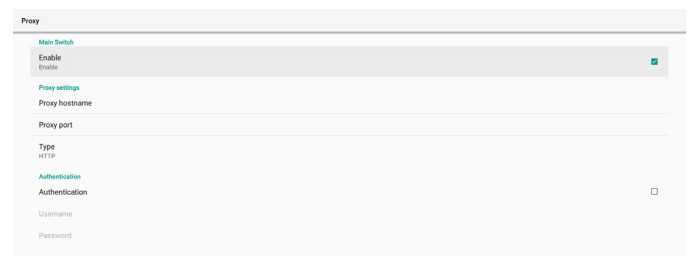 Proxy
Main Switch
Enable
Enable
Proxy settings
Proxy hostname
Proxy port
Type
HTTP
Authentication
Authentication
Username
Password